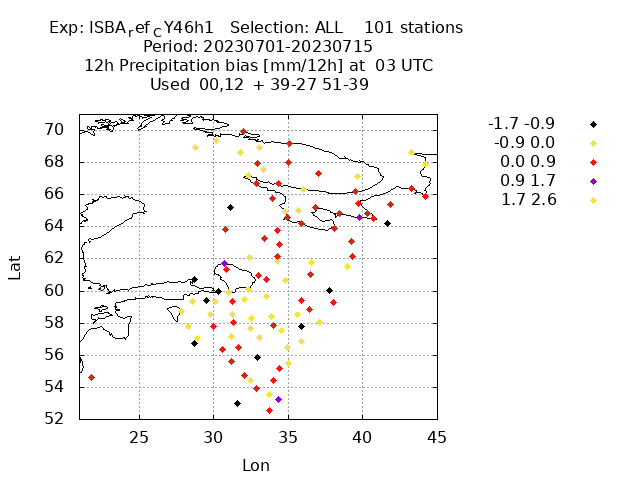 Exp: ISBA_ref_CY46h1 Selection: ALL 101 stations
Period: 20230701-20230715
12h Precipitation bias [mm/12h] at 03 UTC
Used 00,12 + 39-27 51-39
70
68
66
64
62
60
58
56
54
52
Lat
25 30 35 40 45
Lon
-1.7 -0.9
-0.9 0.0
0.0 0.9
0.9 1.7
1.7 2.6